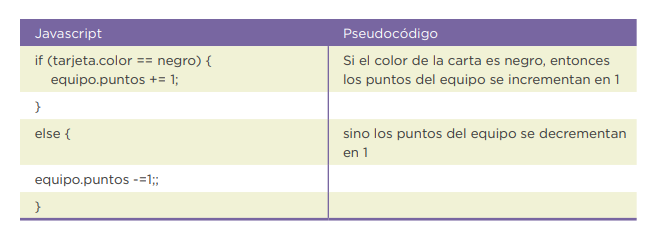 Javascript Pseudocódigo
if (tarjeta.color == negro) { Si el color de la carta es negro, entonces
equipo.puntos += 1; los puntos del equipo se incrementan en 1
}
else { sino los puntos del equipo se decrementan
en 1
equipo.puntos -=1;;
}